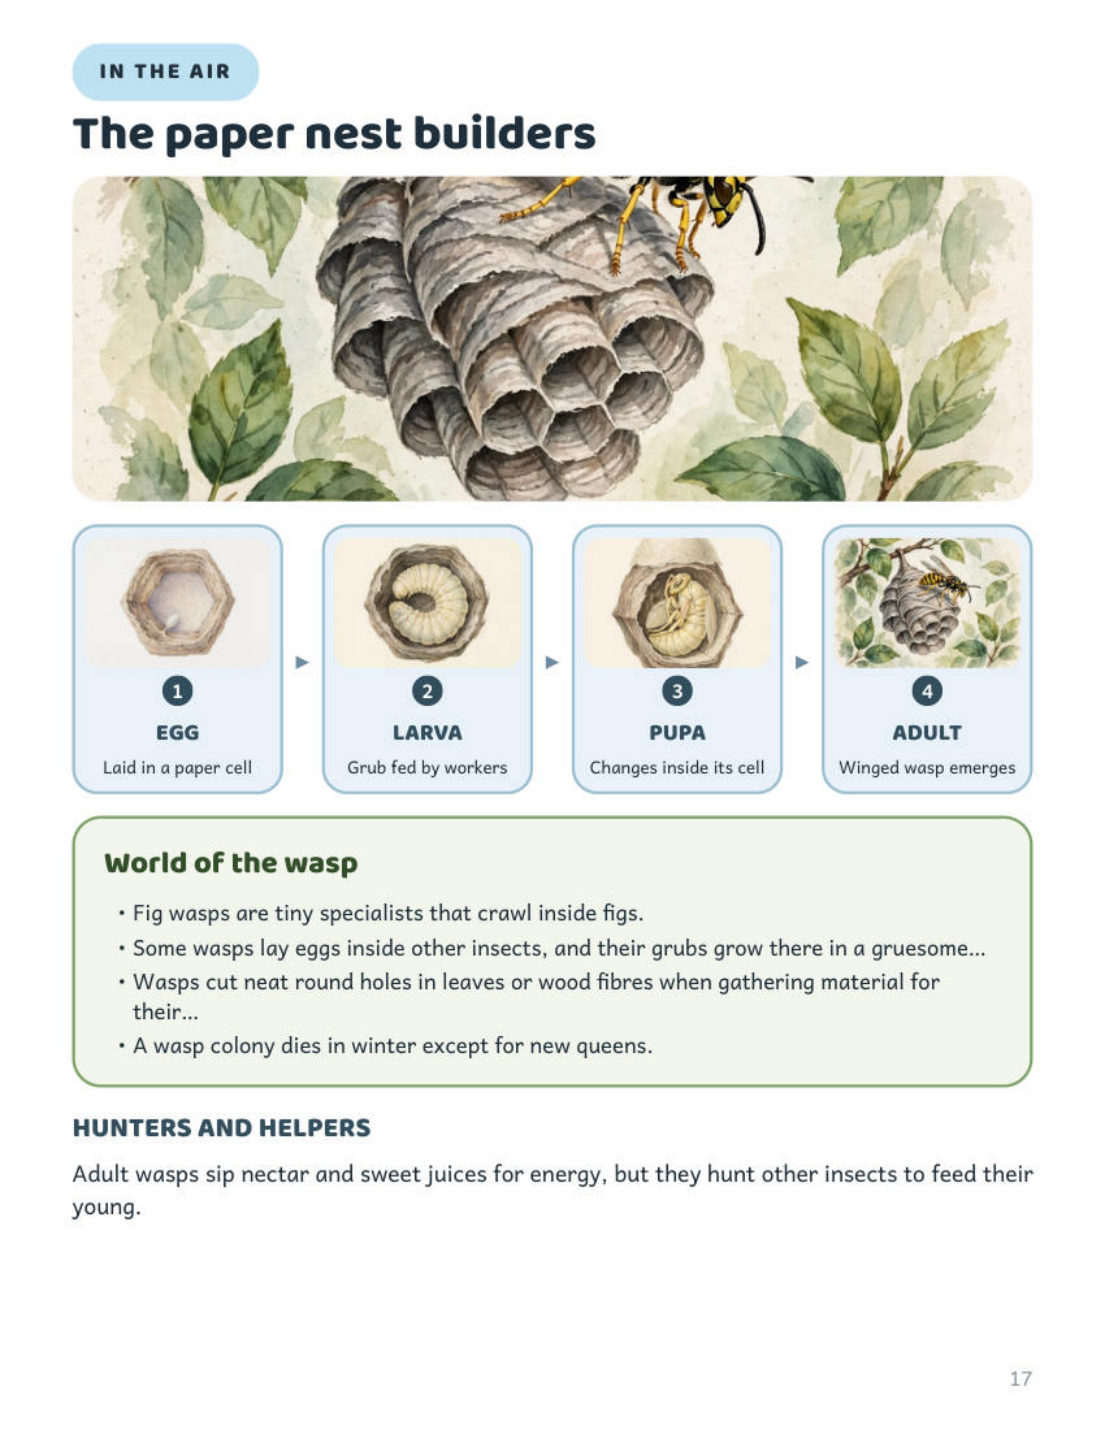 IN THE AIR
The paper nest builders
1
EGG
Laid in a paper cell
2
LARVA
Grub fed by workers
3
PUPA
Changes inside its cell
4
ADULT
Winged wasp emerges
World of the wasp
• Fig wasps are tiny specialists that crawl inside figs.
• Some wasps lay eggs inside other insects, and their grubs grow there in a gruesome...
• Wasps cut neat round holes in leaves or wood fibres when gathering material for
their...
• A wasp colony dies in winter except for new queens.
HUNTERS AND HELPERS
Adult wasps sip nectar and sweet juices for energy, but they hunt other insects to feed their
young.
17